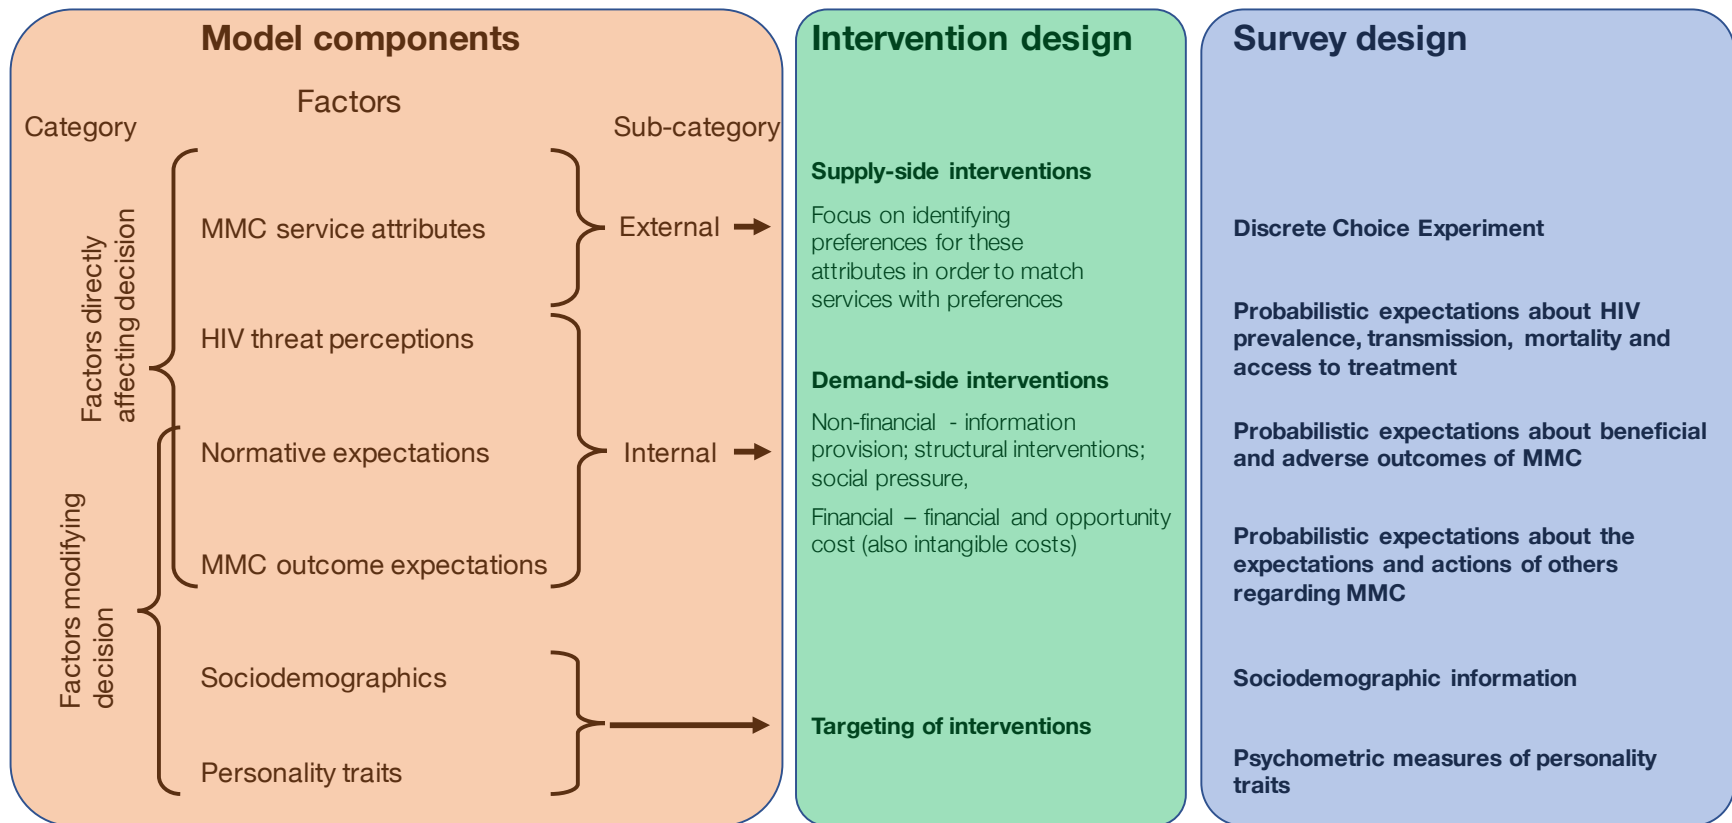 Model components
Factors
Category
Sub-category
Factors directly
affecting decision
Factors modifying
decision
MMC service attributes
HIV threat perceptions
Normative expectations
MMC outcome expectations
Sociodemographics
Personality traits
External
Internal
Intervention design
Supply-side interventions
Focus on identifying
preferences for these
attributes in order to match
services with preferences
Demand-side interventions
Non-financial - information
provision; structural interventions;
social pressure,
Financial – financial and opportunity
cost (also intangible costs)
Targeting of interventions
Survey design
Discrete Choice Experiment
Probabilistic expectations about HIV
prevalence, transmission, mortality and
access to treatment
Probabilistic expectations about beneficial
and adverse outcomes of MMC
Probabilistic expectations about the
expectations and actions of others
regarding MMC
Sociodemographic information
Psychometric measures of personality
traits